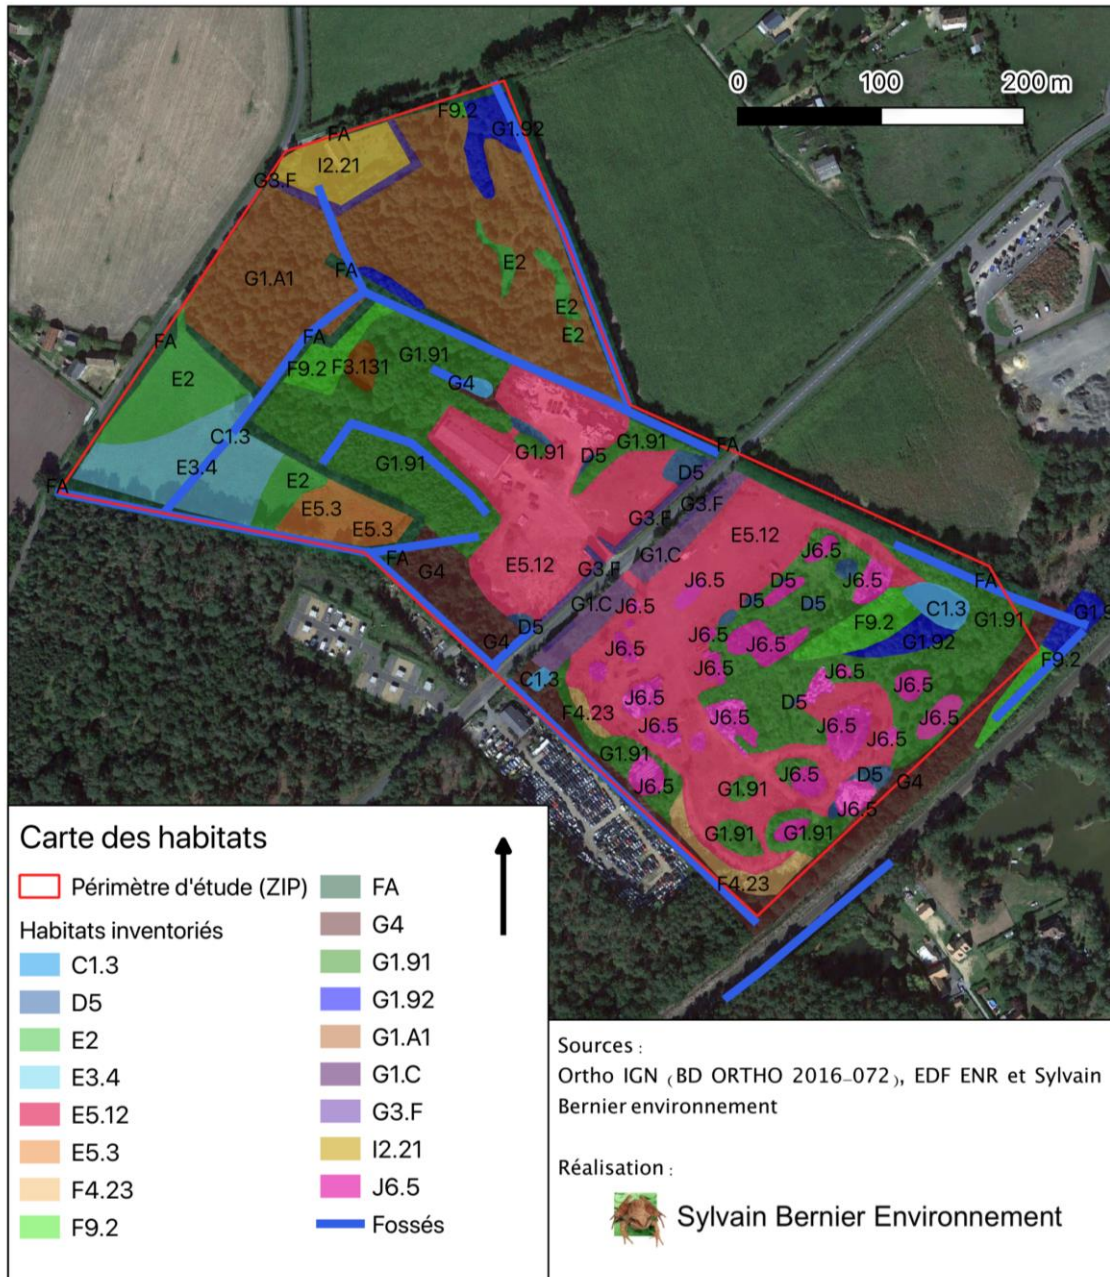 0 100 200 m
F9.2
G1.92
FA
I2.21
G3.F
E2
G1.A1
FA
E2
E2
FA
FA
G1.91
F9.2
F3.131
E2
G4
C1.3
G1.91
G1.91
D5
G1.91
FA
E3.4
D5
FA
E2
E5.3
G3.F
G3.F
E5.3
E5.12
J6.5
FA
G4
E5.12
G3.F
G1.C
J6.5
J6.5
D5
FA
G1.C
J6.5
D5
D5
C1.3
G1.91
D5
J6.5
F9.2
G1.92
G4
J6.5
J6.5
F9.2
C1.3
J6.5
J6.5
J6.5
J6.5
D5
F4.23
J6.5
J6.5
J6.5
J6.5
J6.5
G1.91
J6.5
J6.5
D5
G4
G1.91
J6.5
G1.91
G1.91
F4.23
Carte des habitats
Périmètre d'étude (ZIP)
Habitats inventoriés
C1.3
D5
E2
E3.4
E5.12
E5.3
F4.23
F9.2
FA
G4
G1.91
G1.92
G1.A1
G1.C
G3.F
I2.21
J6.5
Fossés
Sources :
Ortho IGN (BD ORTHO 2016-072), EDF ENR et Sylvain
Bernier environnement
Réalisation :
Sylvain Bernier Environnement